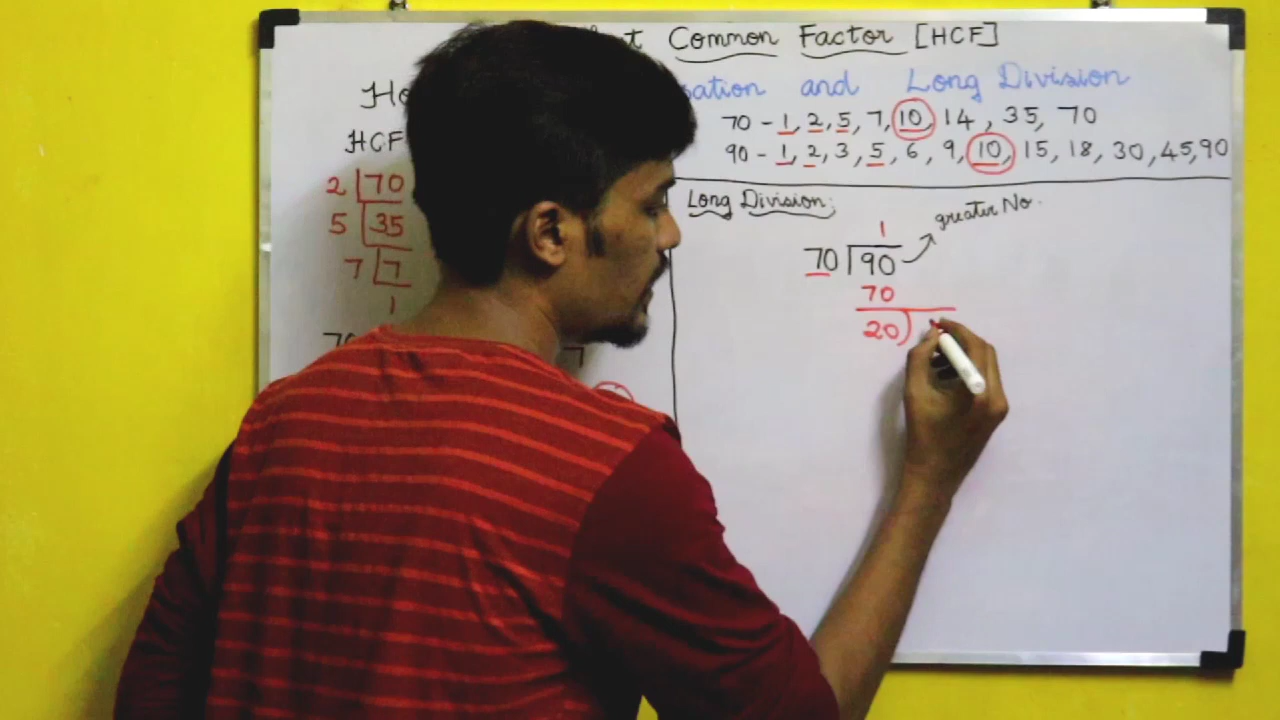 Common Factor [HCF]
and Long Division
HCF
70 - 1, 2, 5, 7, 10, 14, 35, 70
90 - 1, 2, 3, 5, 6, 9, 10, 15, 18, 30, 45, 90
2 70
5 35
7 7
1
7
Long Division:
greater No.
1
70)90
70
20)